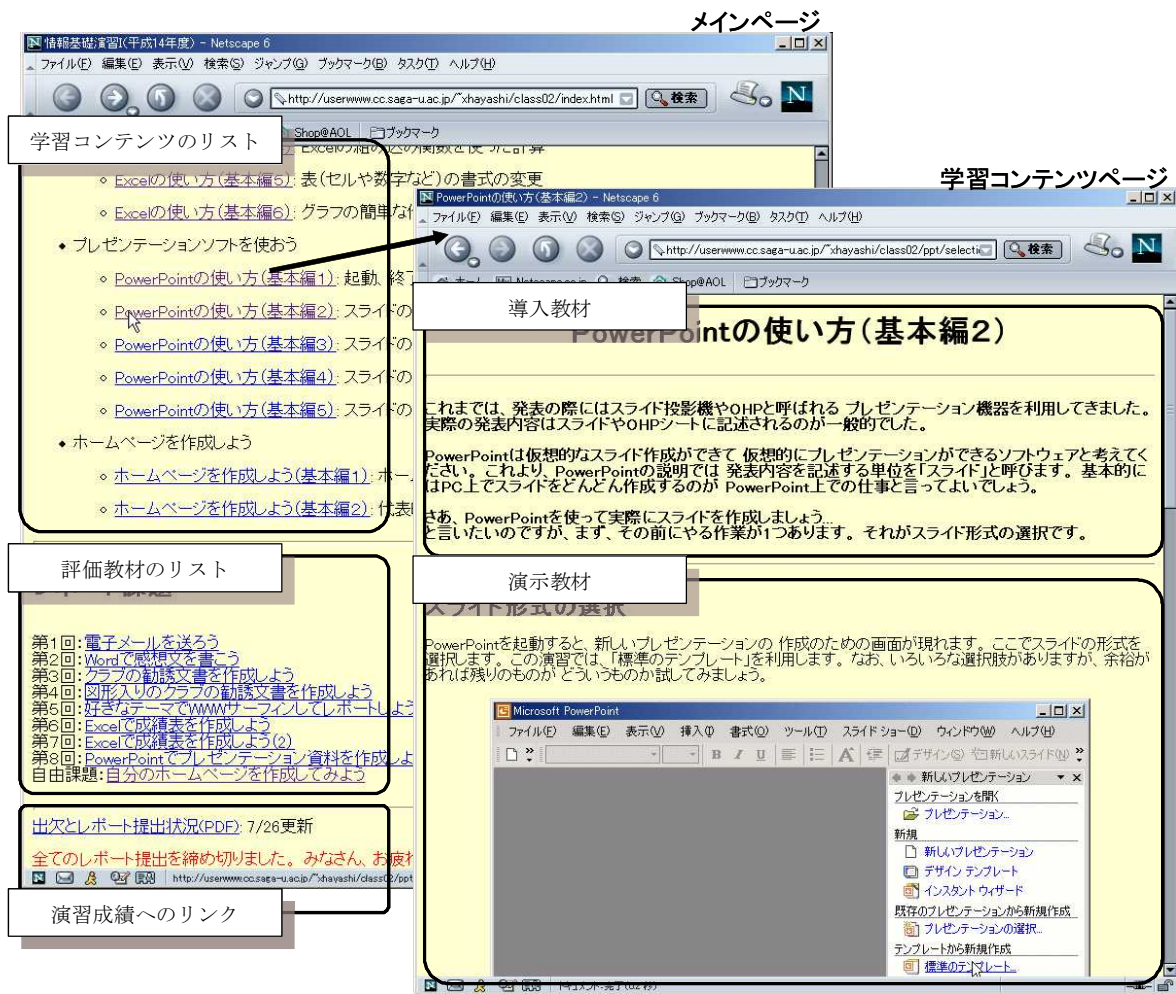 メインページ
情報基礎演習I(平成14年度) - Netscape 6
ファイル(F) 編集(E) 表示(V) 検索(S) ジャンプ(G) ブックマーク(B) タスク(T) ヘルプ(H)
http://userwww.cc.saga-u.ac.jp/~xhayashi/class02/index.html 検索
Shop@AOL ブックマーク
学習コンテンツのリスト
Excelの使い方(基本編5): 表(セルや数字など)の書式の変更
Excelの使い方(基本編6): グラフの簡単な
プレゼンテーションソフトを使おう
PowerPointの使い方(基本編1): 起動、終了
PowerPointの使い方(基本編2): スライドの
PowerPointの使い方(基本編3): スライドの
PowerPointの使い方(基本編4): スライドの
PowerPointの使い方(基本編5): スライドの
ホームページを作成しよう
ホームページを作成しよう(基本編1): ホーム
ホームページを作成しよう(基本編2): 代表
評価教材のリスト
第1回:電子メールを送ろう
第2回:Wordで感想文を書こう
第3回:クラブの勧誘文書を作成しよう
第4回:図形入りのクラブの勧誘文書を作成しよう
第5回:好きなテーマでWWWサーフィンしてレポートしよう
第6回:Excelで成績表を作成しよう
第7回:Excelで成績表を作成しよう(2)
第8回:PowerPointでプレゼンテーション資料を作成しよ
自由課題:自分のホームページを作成してみよう
出欠とレポート提出状況(PDF): 7/26更新
全てのレポート提出を締め切りました。みなさん、お疲れ
http://userwww.cc.saga-u.ac.jp/~xhayashi/class02/ppt
演習成績へのリンク
学習コンテンツページ
PowerPointの使い方(基本編2) - Netscape 6
ファイル(F) 編集(E) 表示(V) 検索(S) ジャンプ(G) ブックマーク(B) タスク(T) ヘルプ(H)
http://userwww.cc.saga-u.ac.jp/~xhayashi/class02/ppt/selecti 検索
Shop@AOL ブックマーク
導入教材
PowerPointの使い方(基本編2)
これまでは、発表の際にはスライド投影機やOHPと呼ばれる プレゼンテーション機器を利用してきました。
実際の発表内容はスライドやOHPシートに記述されるのが一般的でした。
PowerPointは仮想的なスライド作成ができて 仮想的にプレゼンテーションができるソフトウェアと考えてく
ださい。これより、PowerPointの説明では 発表内容を記述する単位を「スライド」と呼びます。基本的に
はPC上でスライドをどんどん作成するのが PowerPoint上での仕事と言ってよいでしょう。
さあ、PowerPointを使って実際にスライドを作成しましょう...
と言いたいのですが、まず、その前にやる作業が1つあります。それがスライド形式の選択です。
演示教材
スライド形式の選択
PowerPointを起動すると、新しいプレゼンテーションの 作成のための画面が現れます。ここでスライドの形式を
選択します。この演習では、「標準のテンプレート」を利用します。なお、いろいろな選択肢がありますが、余裕が
あれば残りのものが どういうものか試してみましょう。
Microsoft PowerPoint
ファイル(F) 編集(E) 表示(V) 挿入(I) 書式(O) ツール(T) スライド ショー(D) ウィンドウ(W) ヘルプ(H)
B I U デザイン(S) 新しいスライド(N)
新しいプレゼンテーション
プレゼンテーションを開く
プレゼンテーション...
新規
新しいプレゼンテーション
デザイン テンプレート
インスタント ウィザード
既存のプレゼンテーションから新規作成
プレゼンテーションの選択...
テンプレートから新規作成
標準のテンプレート...